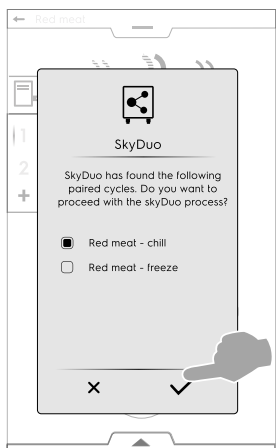 ← Red meat
SkyDuo
SkyDuo has found the following
paired cycles. Do you want to
proceed with the skyDuo process?
Red meat - chill
Red meat - freeze
1
2
+